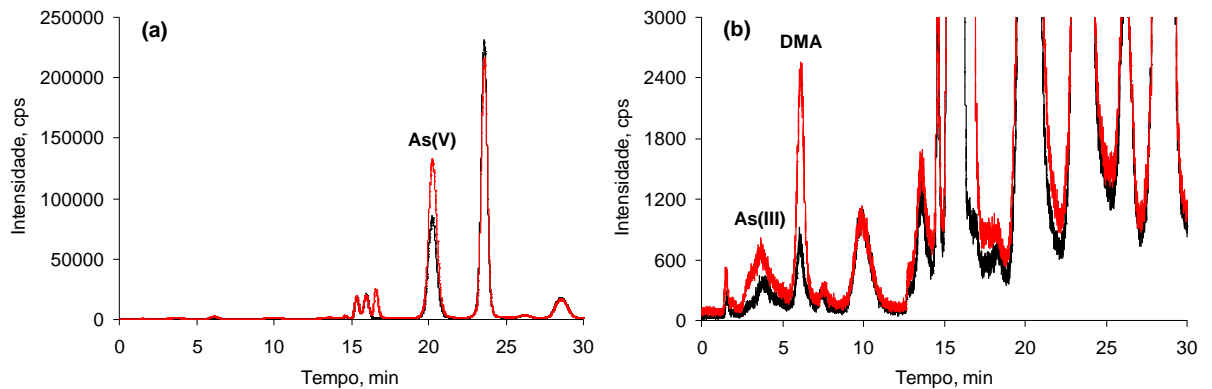 (a)
250000
200000
150000
100000
50000
0
Intensidade, cps
As(V)
0 5 10 15 20 25 30
Tempo, min
(b)
3000
2400
1800
1200
600
0
Intensidade, cps
DMA
As(III)
0 5 10 15 20 25 30
Tempo, min